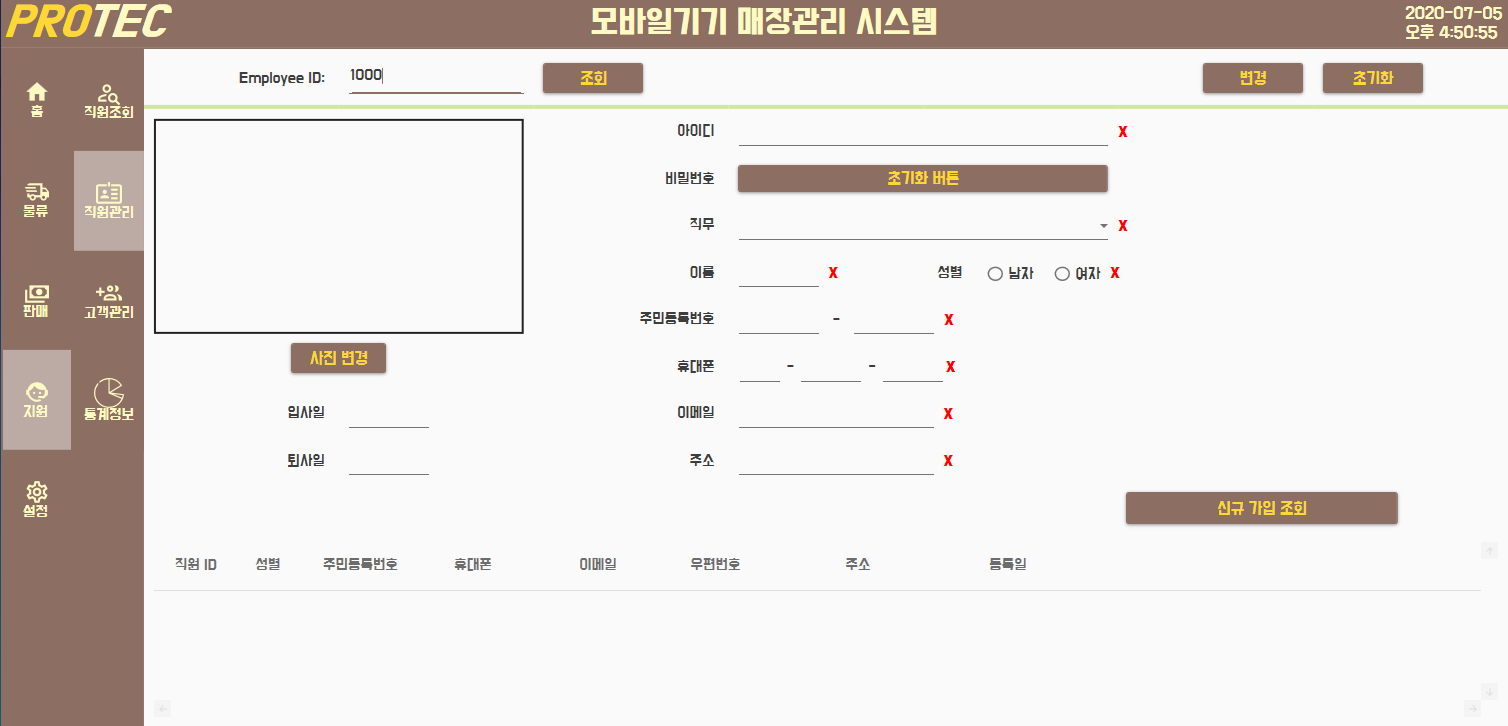 PROTEC
모바일기기 매장관리 시스템
2020-07-05
오후 4:50:55
홈
직원조회
물류
직원관리
판매
고객관리
지원
통계정보
설정
Employee ID: 1000 조회 변경 초기화
아이디 X
비밀번호 초기화 버튼
직무 X
이름 X 성별 남자 여자 X
주민등록번호 - X
사진 변경
휴대폰 - - X
입사일
이메일 X
퇴사일
주소 X
신규 가입 조회
직원 ID 성별 주민등록번호 휴대폰 이메일 우편번호 주소 등록일